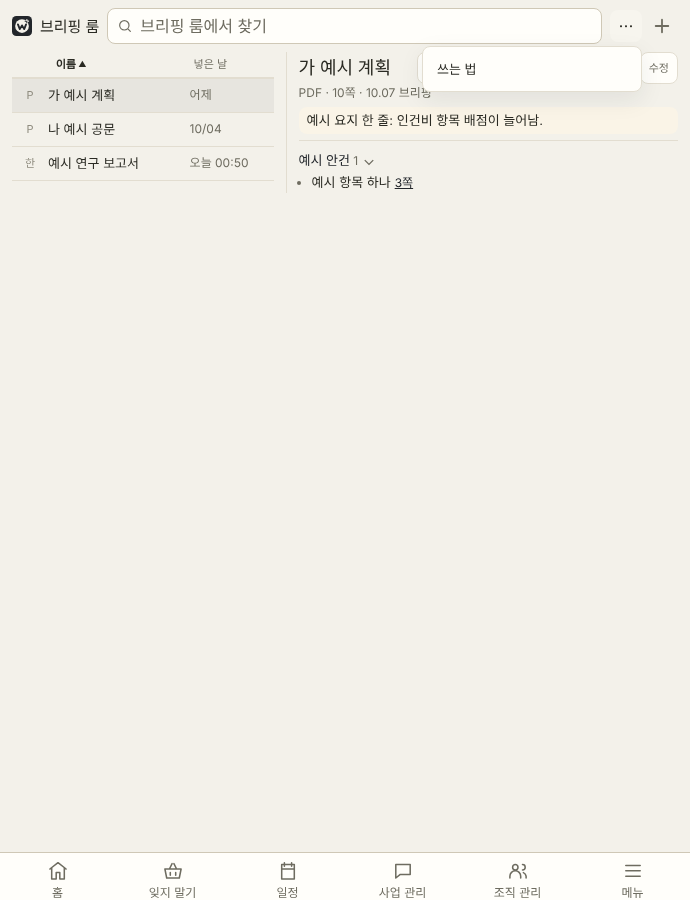 브리핑 룸
브리핑 룸에서 찾기
쓰는 법
이름▲ 넣은 날
P 가 예시 계획 어제
P 나 예시 공문 10/04
한 예시 연구 보고서 오늘 00:50
가 예시 계획
수정
PDF · 10쪽 · 10.07 브리핑
예시 요지 한 줄: 인건비 항목 배점이 늘어남.
예시 안건 1
• 예시 항목 하나 3쪽
홈 잊지 말기 일정 사업 관리 조직 관리 메뉴